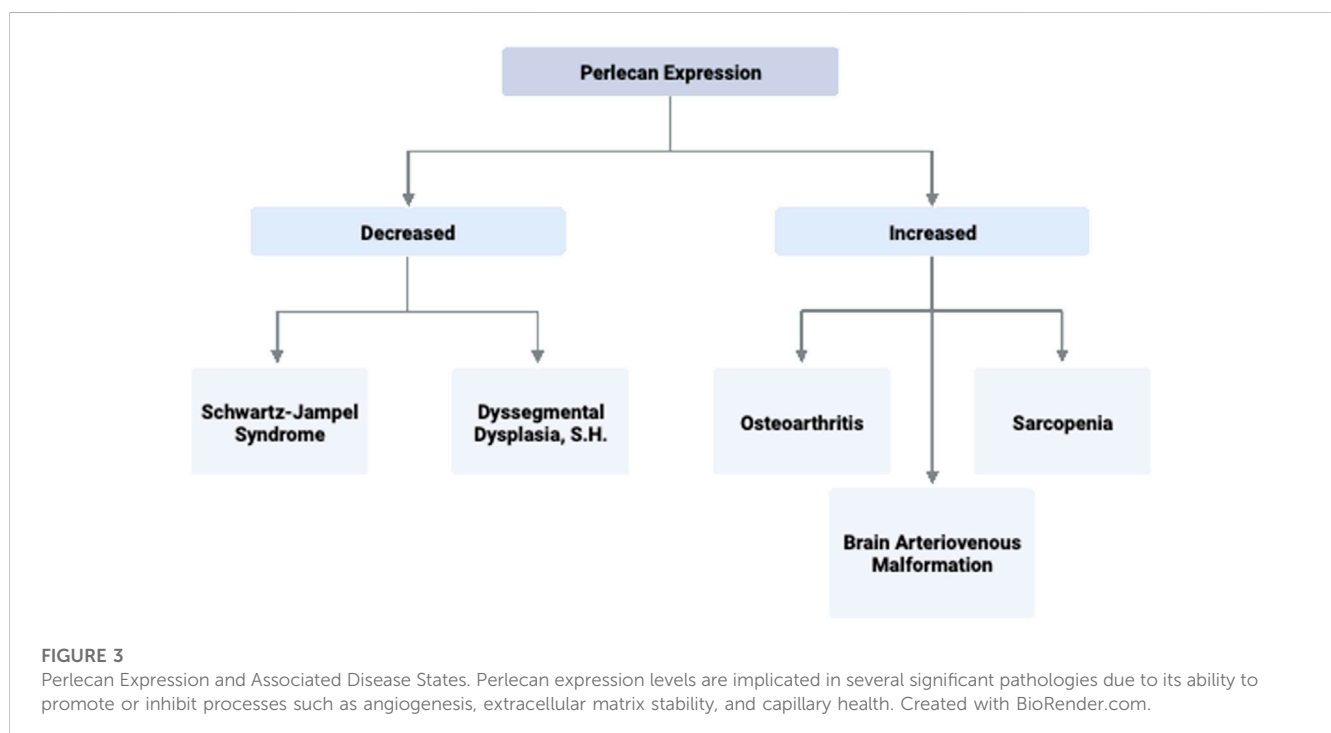 Perlecan Expression
Decreased
Increased
Schwartz-Jampel
Syndrome
Dyssegmental
Dysplasia, S.H.
Osteoarthritis
Sarcopenia
Brain Arteriovenous
Malformation
FIGURE 3
Perlecan Expression and Associated Disease States. Perlecan expression levels are implicated in several significant pathologies due to its ability to
promote or inhibit processes such as angiogenesis, extracellular matrix stability, and capillary health. Created with BioRender.com.